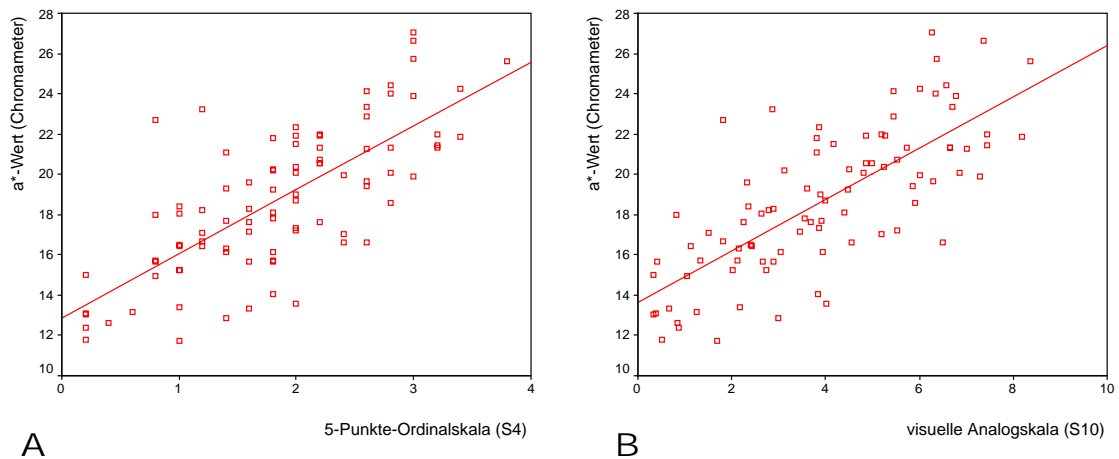 a*-Wert (Chromameter)
28
26
24
22
20
18
16
14
12
10
0 1 2 3 4
5-Punkte-Ordinalskala (S4)
A
a*-Wert (Chromameter)
28
26
24
22
20
18
16
14
12
10
0 2 4 6 8 10
visuelle Analogskala (S10)
B